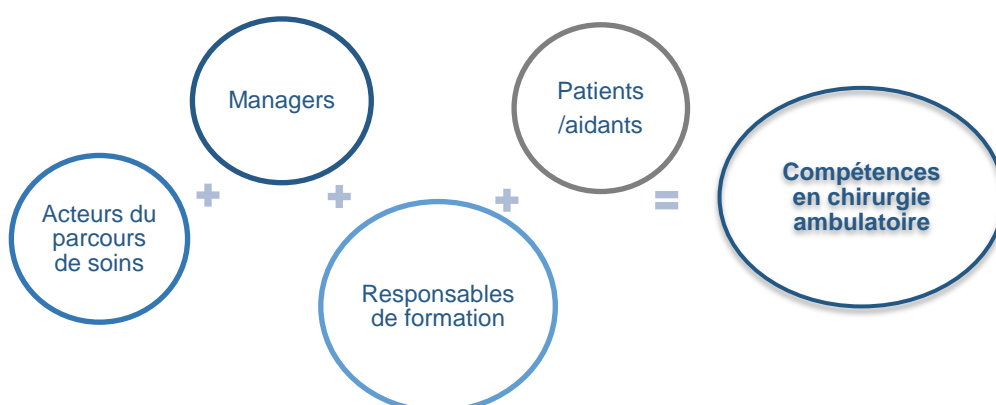 Acteurs du
parcours
de soins
+
Managers
+
Responsables
de formation
+
Patients
/aidants
=
Compétences
en chirurgie
ambulatoire